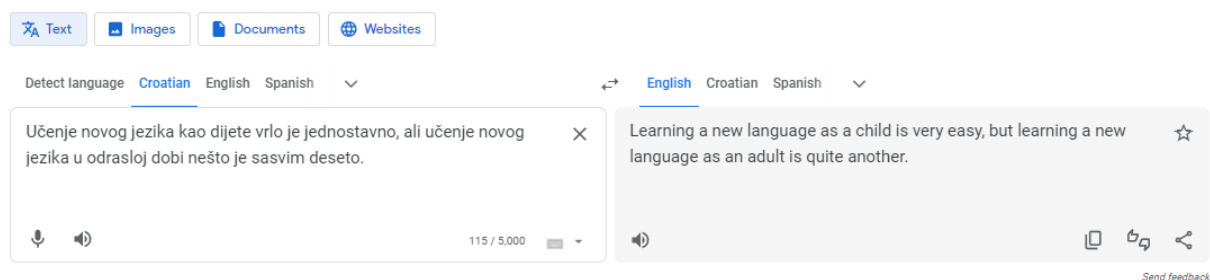 Text Images Documents Websites
Detect language Croatian English Spanish
English Croatian Spanish
Učenje novog jezika kao dijete vrlo je jednostavno, ali učenje novog
jezika u odrasloj dobi nešto je sasvim deseto.
115 / 5,000
Learning a new language as a child is very easy, but learning a new
language as an adult is quite another.
Send feedback